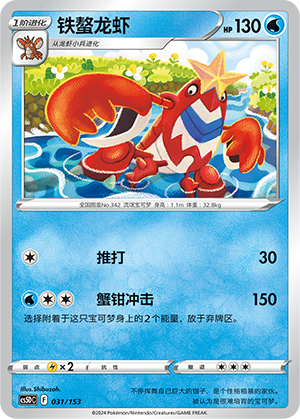 1阶进化
铁螯龙虾
HP 130
从龙虾小兵进化
全国图鉴No.342 流氓宝可梦 身高：1.1m 体重：32.8kg
推打 30
蟹钳冲击 150
选择附着于这只宝可梦身上的2个能量，放于弃牌区。
弱点 ×2 抗性 撤退
Illus. Shibuzoh.
不停挥舞自己巨大的钳子，是个性格粗暴的家伙。
CS5DC F 031/153
被认为是很难培育的宝可梦。
©2024 Pokémon/Nintendo/Creatures/GAME FREAK.